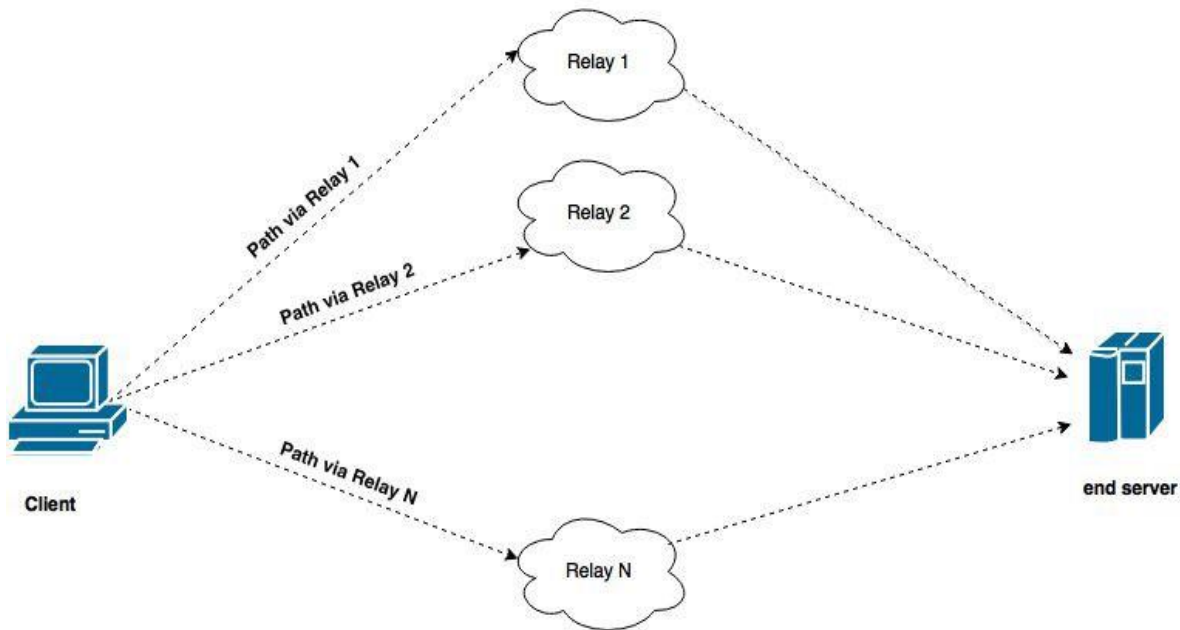 Relay 1
Path via Relay 1
Relay 2
Path via Relay 2
Path via Relay N
Client
end server
Relay N